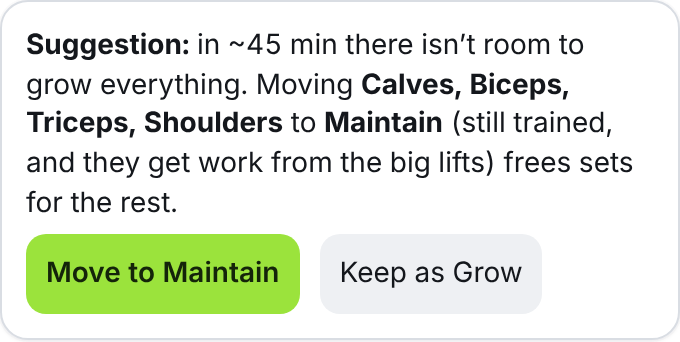 Suggestion: in ~45 min there isn’t room to
grow everything. Moving Calves, Biceps,
Triceps, Shoulders to Maintain (still trained,
and they get work from the big lifts) frees sets
for the rest.
Move to Maintain
Keep as Grow